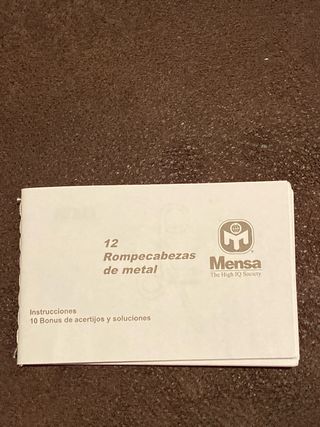 12
Rompecabezas
de metal
Mensa
The High IQ Society
Instrucciones
10 Bonus de acertijos y soluciones